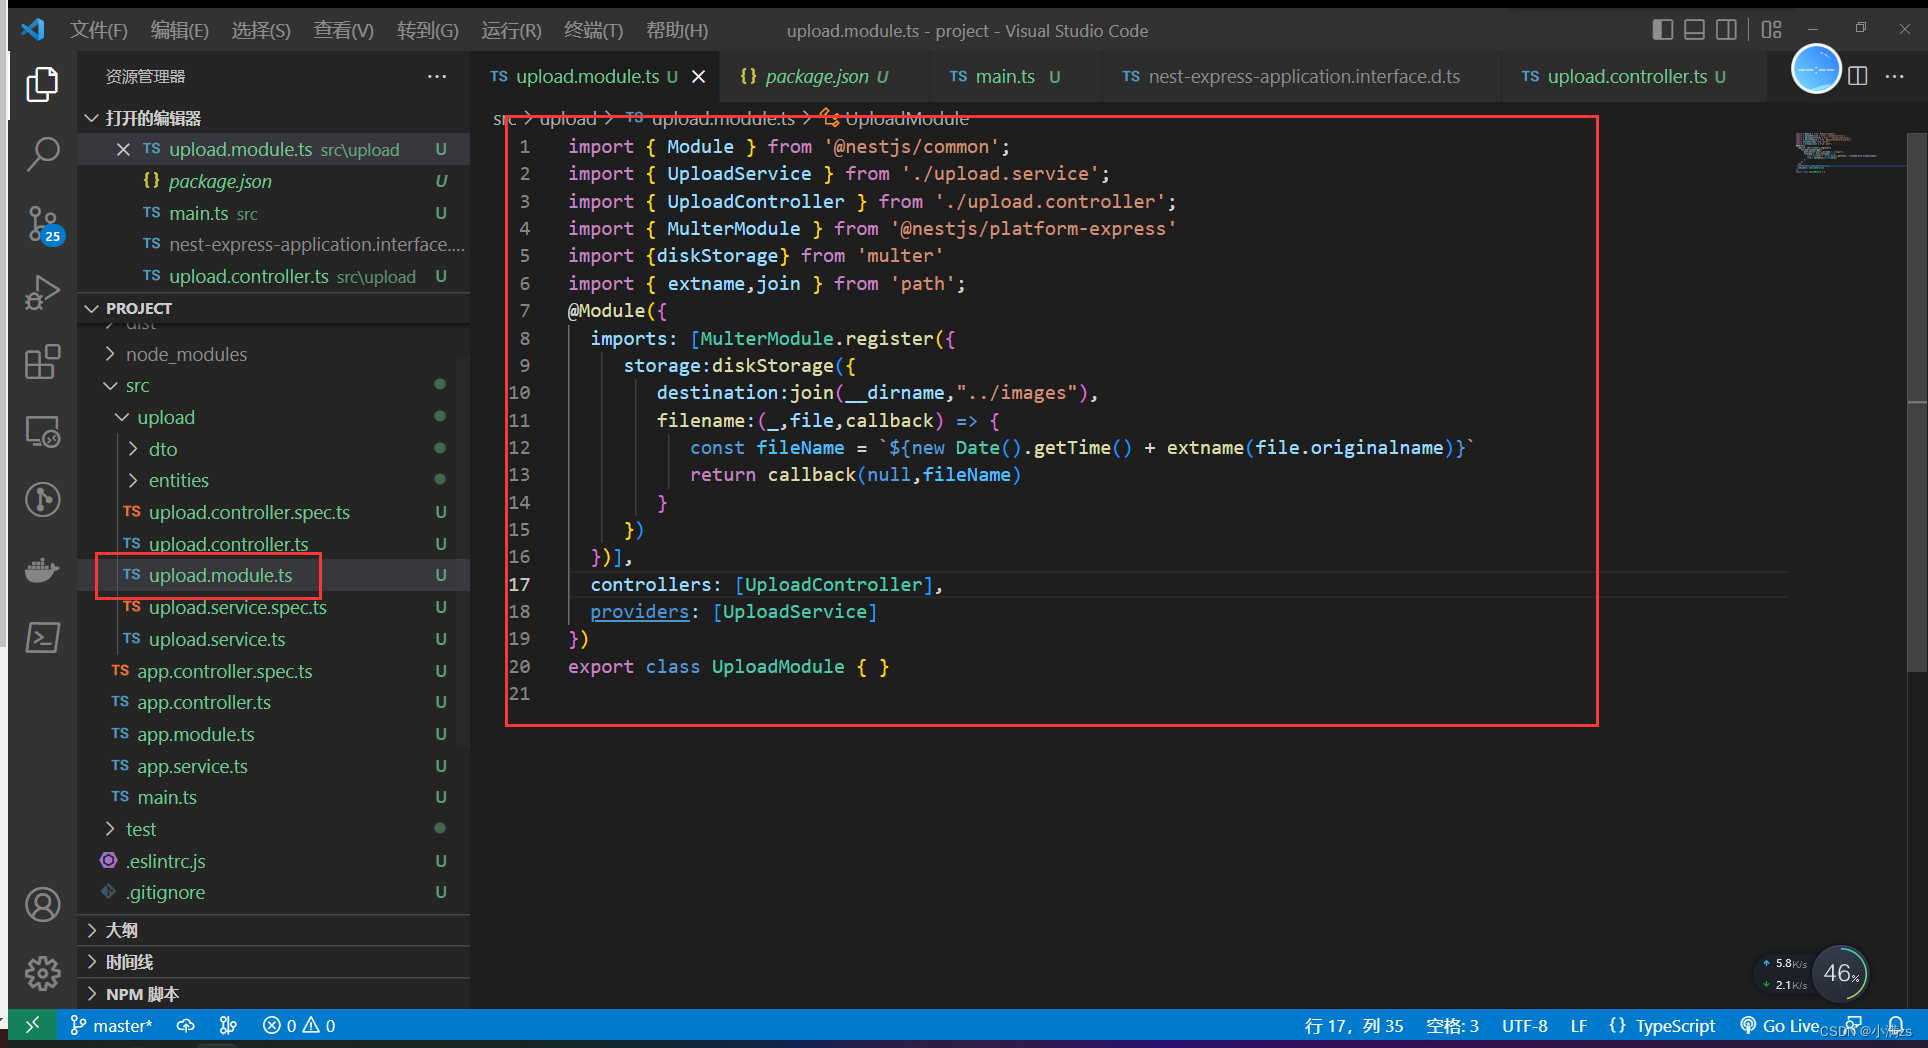 文件(F) 编辑(E) 选择(S) 查看(V) 转到(G) 运行(R) 终端(T) 帮助(H) upload.module.ts - project - Visual Studio Code
资源管理器 ···
TS upload.module.ts U TS main.ts U
{} package.json U
TS nest-express-application.interface.d.ts
TS upload.controller.ts U
打开的编辑器
TS upload.module.ts src\upload U
{} package.json U
TS main.ts src U
TS nest-express-application.interface....
TS upload.controller.ts src\upload U
25
PROJECT
dist
node_modules
src
upload
dto
entities
TS upload.controller.spec.ts U
TS upload.controller.ts U
TS upload.module.ts U
TS upload.service.spec.ts U
TS upload.service.ts U
TS app.controller.spec.ts U
TS app.controller.ts U
TS app.module.ts U
TS app.service.ts U
TS main.ts U
test
.eslintrc.js U
.gitignore U
大纲
时间线
NPM 脚本
src > upload > TS upload.module.ts > UploadModule
1 import { Module } from '@nestjs/common';
2 import { UploadService } from './upload.service';
3 import { UploadController } from './upload.controller';
4 import { MulterModule } from '@nestjs/platform-express'
5 import {diskStorage} from 'multer'
6 import { extname,join } from 'path';
7 @Module({
8 imports: [MulterModule.register({
9 storage:diskStorage({
10 destination:join(__dirname,"../images"),
11 filename:(_,file,callback) => {
12 const fileName = `${new Date().getTime() + extname(file.originalname)}`
13 return callback(null,fileName)
14 }
15 })
16 })],
17 controllers: [UploadController],
18 providers: [UploadService]
19 })
20 export class UploadModule { }
21
5.8K/s
2.1K/s
46%
master* 0 0 行 17，列 35 空格: 3 UTF-8 LF {} TypeScript Go Live
CSDN @小满zs